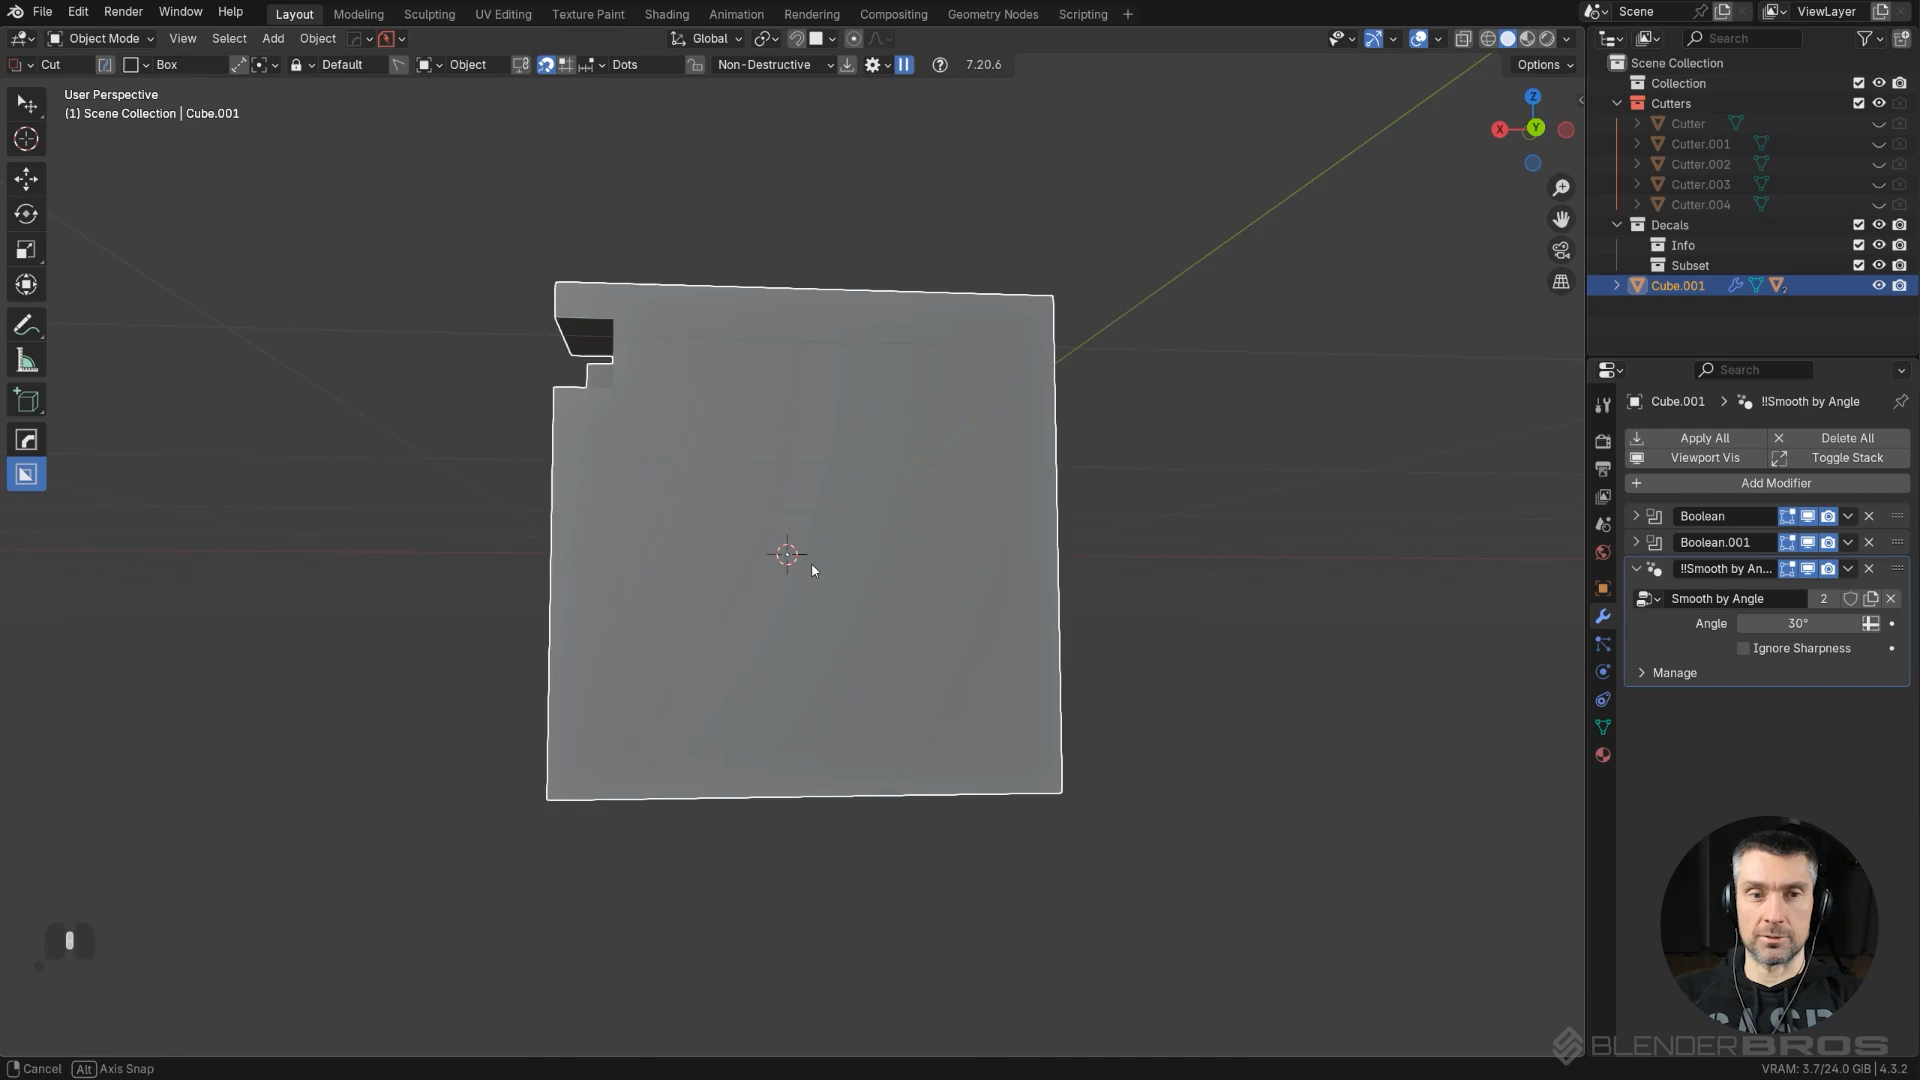 File Edit Render Window Help Layout Modeling Sculpting UV Editing Texture Paint Shading Animation Rendering Compositing Geometry Nodes Scripting + Scene ViewLayer
Object Mode View Select Add Object Global Search
Cut Box Default Object Dots Non-Destructive 7.20.6 Options
User Perspective
(1) Scene Collection | Cube.001
Z
X
Y
Scene Collection
Collection
Cutters
Cutter
Cutter.001
Cutter.002
Cutter.003
Cutter.004
Decals
Info
Subset
Cube.001 2
Search
Cube.001 > !!Smooth by Angle
Apply All Delete All
Viewport Vis Toggle Stack
Add Modifier
Boolean
Boolean.001
!!Smooth by An...
Smooth by Angle 2
Angle 30°
Ignore Sharpness
Manage
BLENDERBROS
Cancel Alt Axis Snap VRAM: 3.7/24.0 GiB | 4.3.2